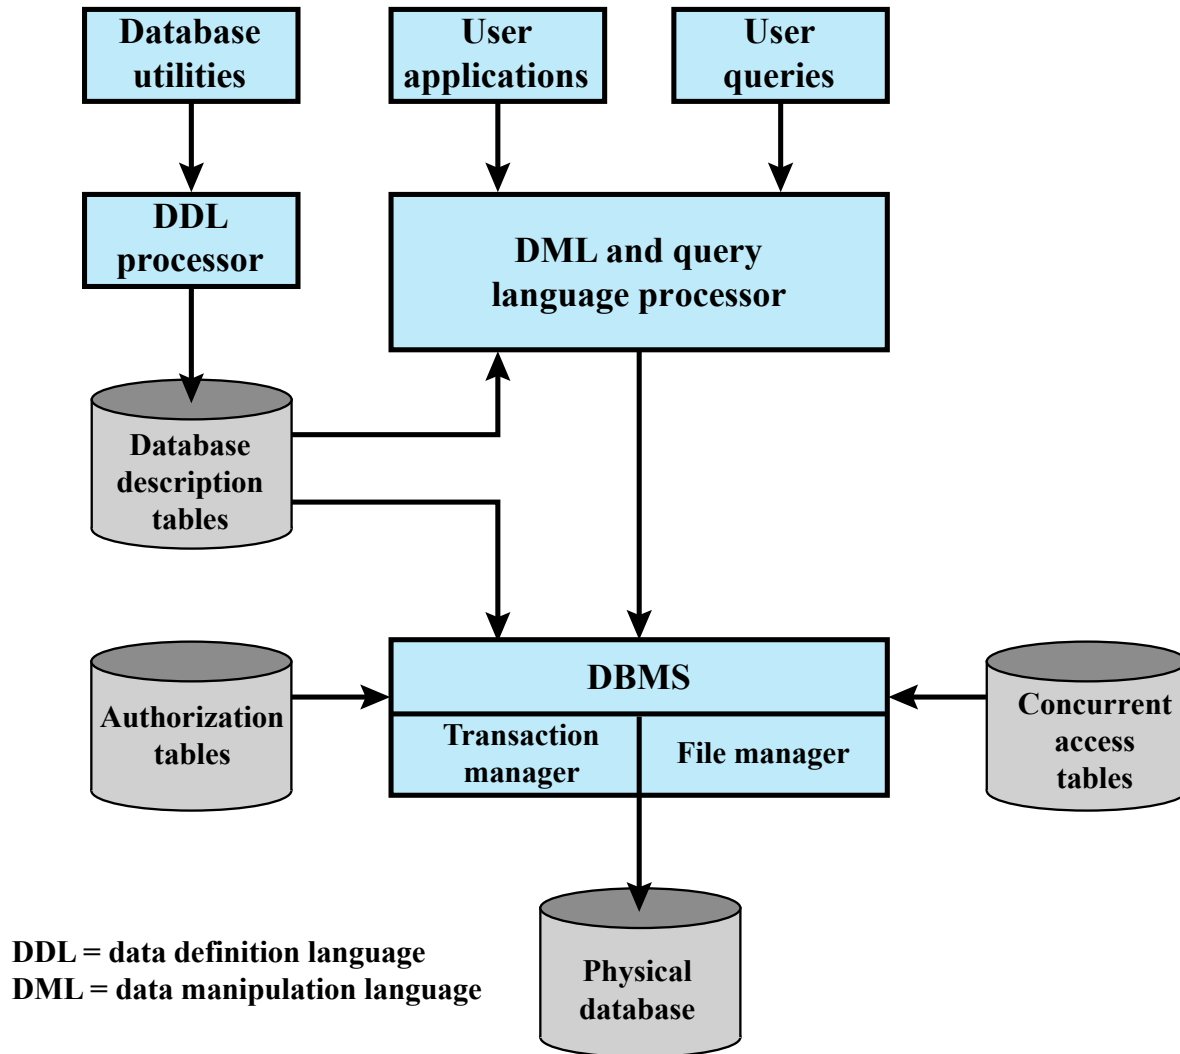 Database
utilities
User
applications
User
queries
DDL
processor
DML and query
language processor
Database
description
tables
DBMS
Transaction
manager
File manager
Authorization
tables
Concurrent
access
tables
Physical
database
DDL = data definition language
DML = data manipulation language